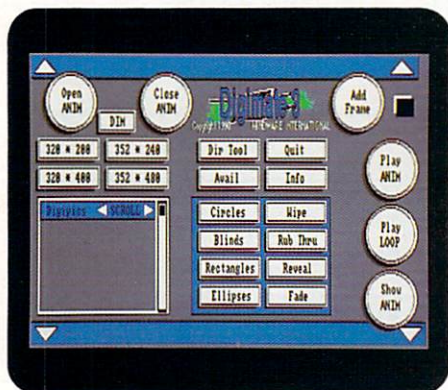 Open ANIM
Close ANIM
DIM
Digimate-3
Add Frame
320 * 200
352 * 240
Dir Tool
Quit
320 * 400
352 * 480
Avail
Info
Play ANIM
Digipics
SCROLL
Circles
Wipe
Blinds
Rub Thru
Play LOOP
Rectangles
Reveal
Ellipses
Fade
Show ANIM